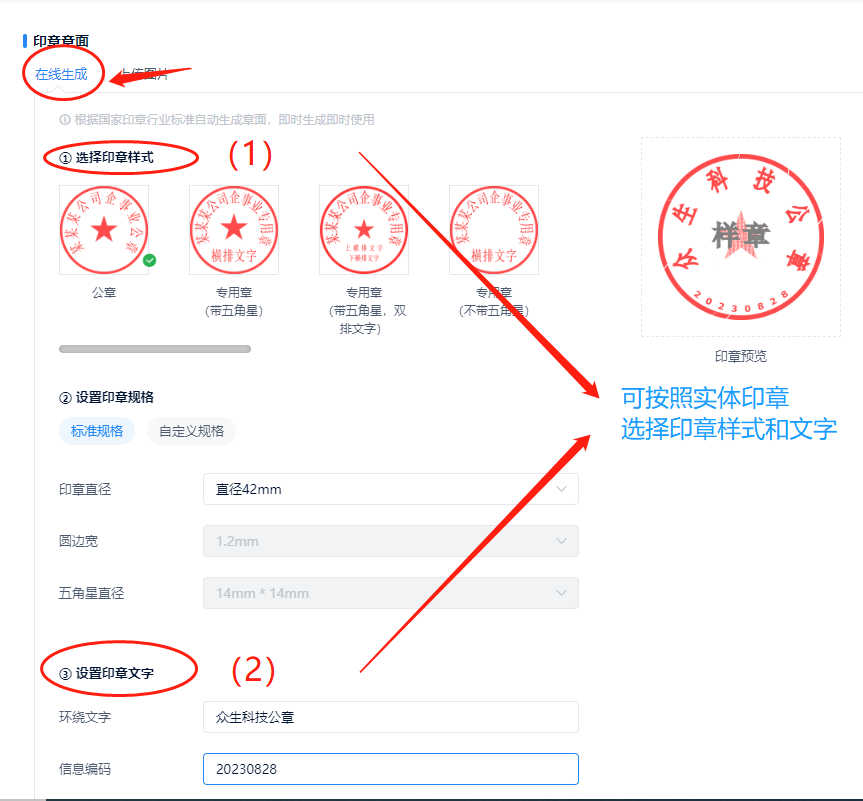 印章章面
在线生成
上传图片
根据国家印章行业标准自动生成章面，即时生成即时使用
① 选择印章样式
(1)
某某某公司企事业公章
某某某公司企事业专用章
横排文字
某某某公司企事业专用章
上横排文字
下横排文字
某某某公司企事业专用章
横排文字
公章
专用章
(带五角星)
专用章
(带五角星，双
排文字)
专用章
(不带五角星)
众生科技公章
样章
20230828
印章预览
可按照实体印章
选择印章样式和文字
② 设置印章规格
标准规格
自定义规格
印章直径
直径42mm
圆边宽
1.2mm
五角星直径
14mm * 14mm
③ 设置印章文字
(2)
环绕文字
众生科技公章
信息编码
20230828